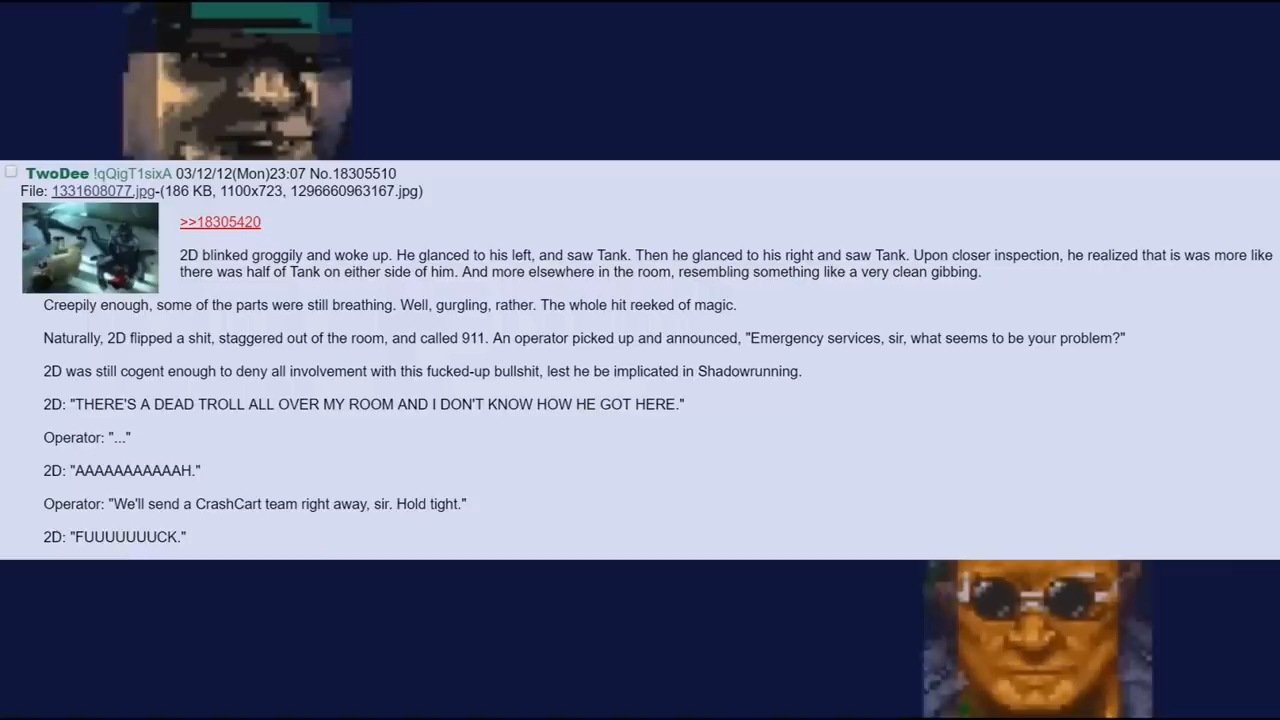 TwoDee !qQigT1sixA 03/12/12(Mon)23:07 No.18305510
File: 1331608077.jpg-(186 KB, 1100x723, 1296660963167.jpg)
>>18305420
2D blinked groggily and woke up. He glanced to his left, and saw Tank. Then he glanced to his right and saw Tank. Upon closer inspection, he realized that is was more like
there was half of Tank on either side of him. And more elsewhere in the room, resembling something like a very clean gibbing.
Creepily enough, some of the parts were still breathing. Well, gurgling, rather. The whole hit reeked of magic.
Naturally, 2D flipped a shit, staggered out of the room, and called 911. An operator picked up and announced, "Emergency services, sir, what seems to be your problem?"
2D was still cogent enough to deny all involvement with this fucked-up bullshit, lest he be implicated in Shadowrunning.
2D: "THERE'S A DEAD TROLL ALL OVER MY ROOM AND I DON'T KNOW HOW HE GOT HERE."
Operator: "..."
2D: "AAAAAAAAAAAH."
Operator: "We'll send a CrashCart team right away, sir. Hold tight."
2D: "FUUUUUUUCK."